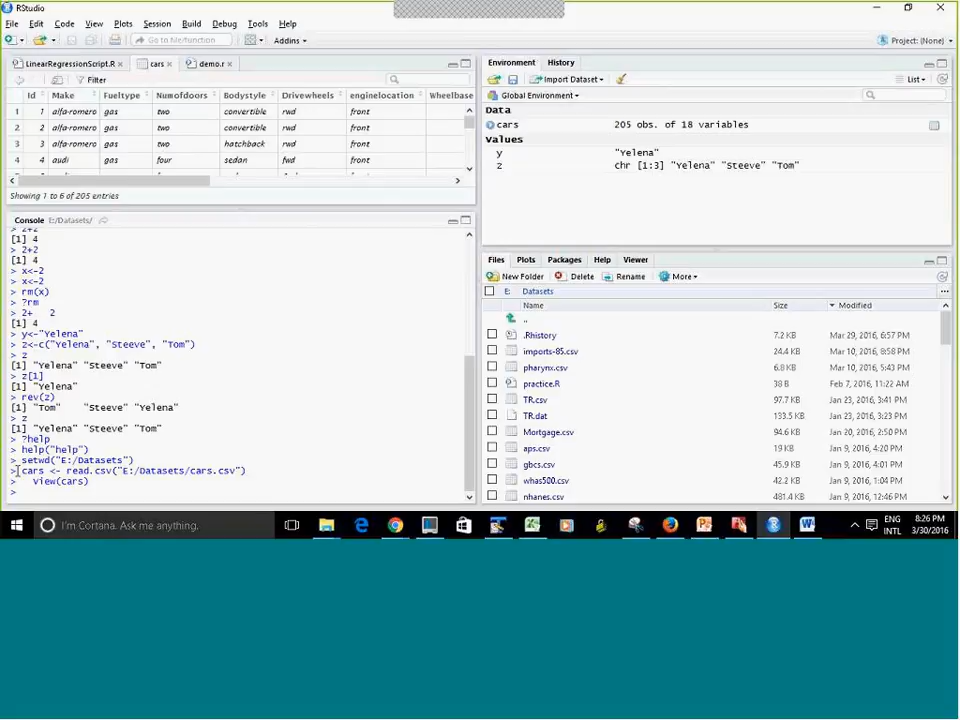 RStudio
File Edit Code View Plots Session Build Debug Tools Help
Go to file/function Addins Project: (None)
LinearRegressionScript.R cars demo.r
Filter
Id Make Fueltype Numofdoors Bodystyle Drivewheels enginelocation Wheelbase
1 1 alfa-romero gas two convertible rwd front
2 2 alfa-romero gas two convertible rwd front
3 3 alfa-romero gas two hatchback rwd front
4 4 audi gas four sedan fwd front
Showing 1 to 6 of 205 entries
Console E:/Datasets/
> 2+2
[1] 4
> 2+2
[1] 4
> x<-2
> x<-2
> rm(x)
> ?rm
> 2+   2
[1] 4
> y<-"Yelena"
> z<-c("Yelena", "Steeve", "Tom")
> z
[1] "Yelena" "Steeve" "Tom"
> z[1]
[1] "Yelena"
> rev(z)
[1] "Tom"    "Steeve" "Yelena"
> z
[1] "Yelena" "Steeve" "Tom"
> ?help
> help("help")
> setwd("E:/Datasets")
> cars <- read.csv("E:/Datasets/cars.csv")
>   View(cars)
>
Environment History
Import Dataset List
Global Environment
Data
cars 205 obs. of 18 variables
Values
y "Yelena"
z chr [1:3] "Yelena" "Steeve" "Tom"
Files Plots Packages Help Viewer
New Folder Delete Rename More
E: Datasets ...
Name Size Modified
..
.Rhistory 7.2 KB Mar 29, 2016, 6:57 PM
imports-85.csv 24.4 KB Mar 10, 2016, 8:58 PM
pharynx.csv 6.8 KB Mar 10, 2016, 5:43 PM
practice.R 38 B Feb 7, 2016, 11:22 AM
TR.csv 97.7 KB Jan 23, 2016, 3:41 PM
TR.dat 133.5 KB Jan 23, 2016, 3:23 PM
Mortgage.csv 94.6 KB Jan 20, 2016, 2:53 PM
aps.csv 19 KB Jan 9, 2016, 4:08 PM
gbcs.csv 45.9 KB Jan 9, 2016, 4:01 PM
whas500.csv 42.2 KB Jan 9, 2016, 1:04 PM
nhanes.csv 481.4 KB Jan 9, 2016, 12:46 PM
I'm Cortana. Ask me anything.
ENG 8:26 PM
INTL 3/30/2016